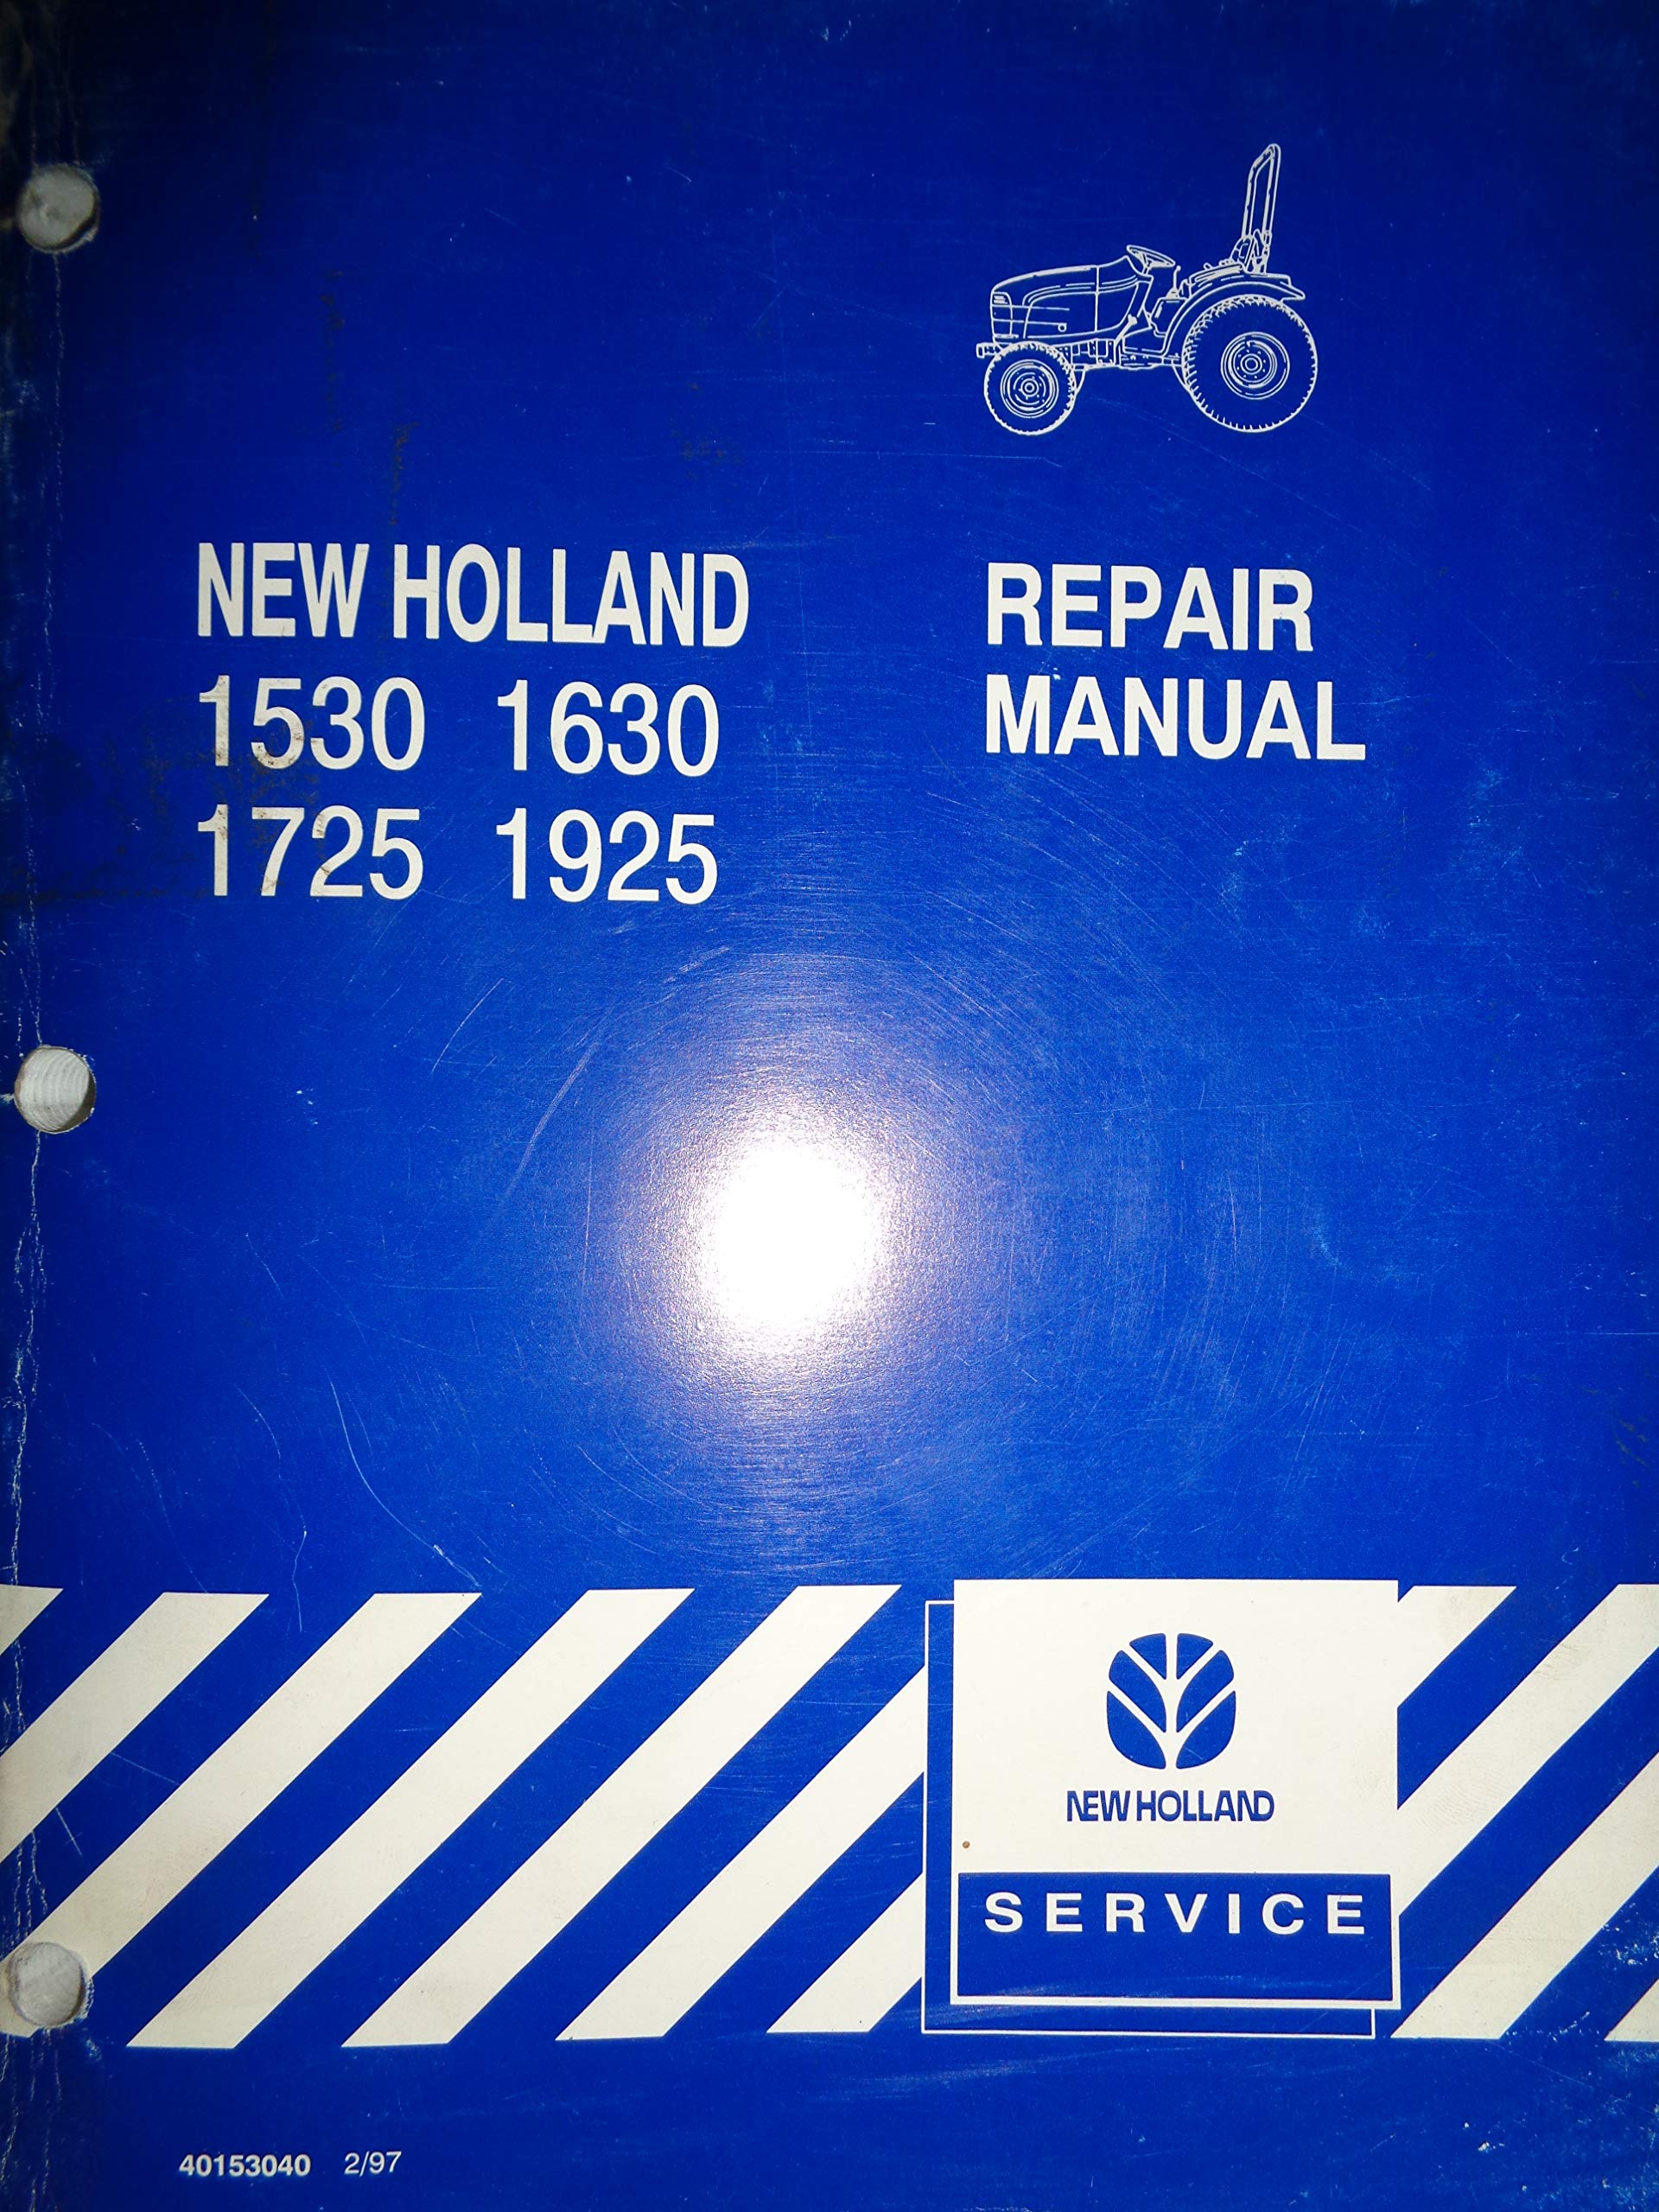 NEW HOLLAND
1530 1630
1725 1925
REPAIR
MANUAL
NEW HOLLAND
SERVICE
40153040 2/97